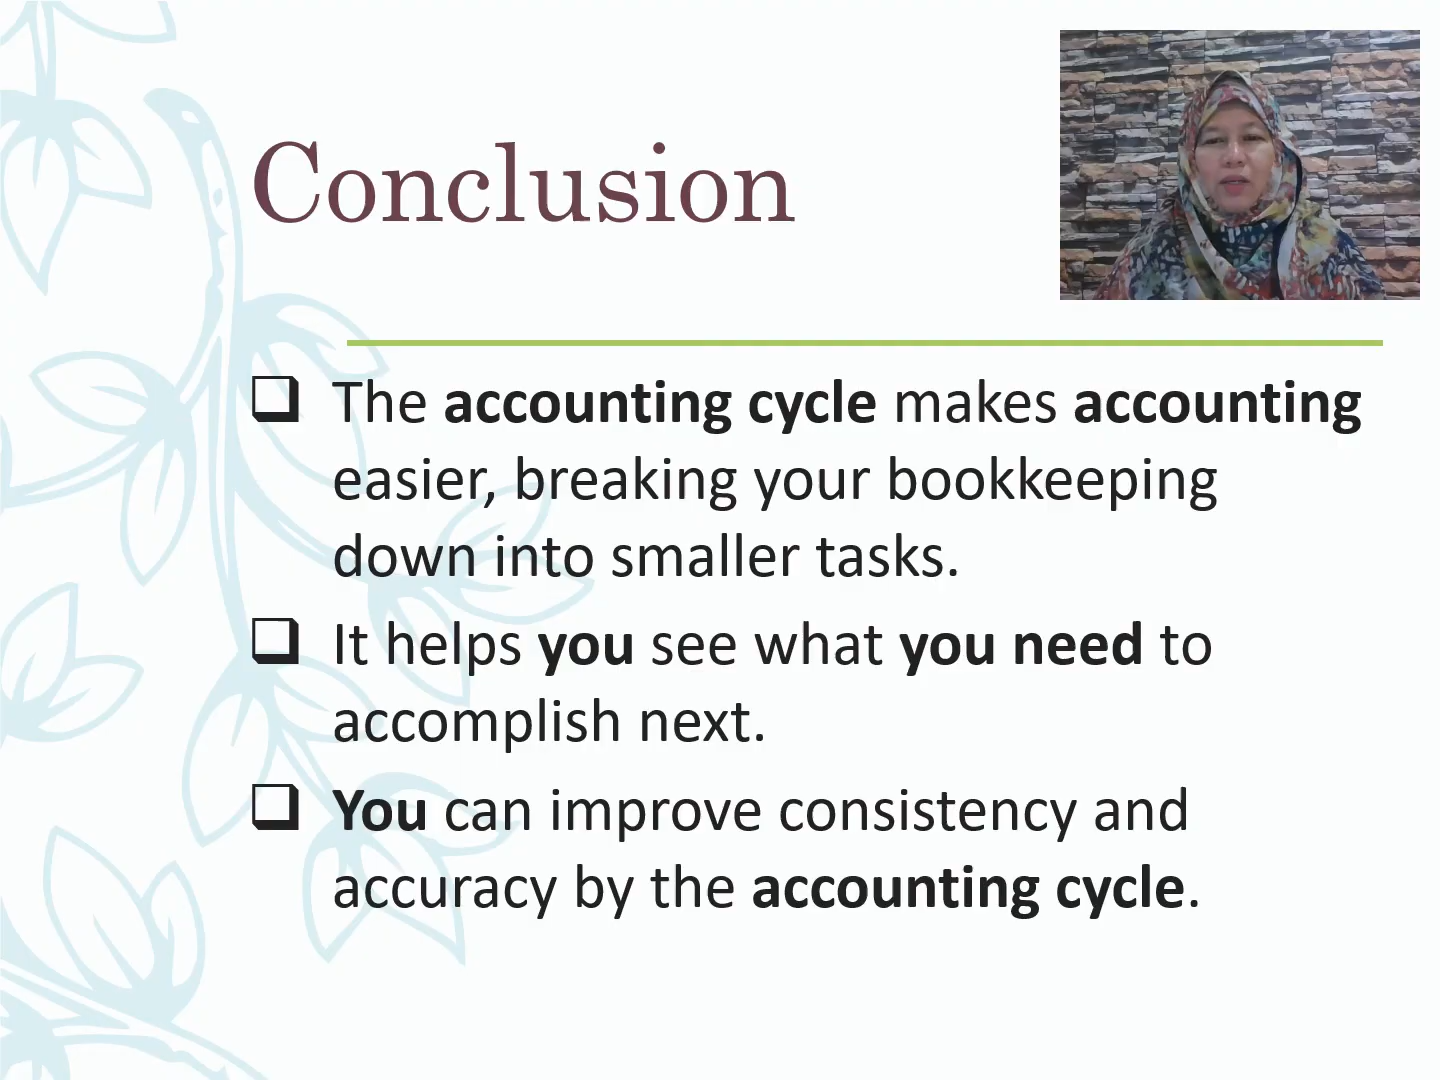 Conclusion
The accounting cycle makes accounting
easier, breaking your bookkeeping
down into smaller tasks.
It helps you see what you need to
accomplish next.
You can improve consistency and
accuracy by the accounting cycle.